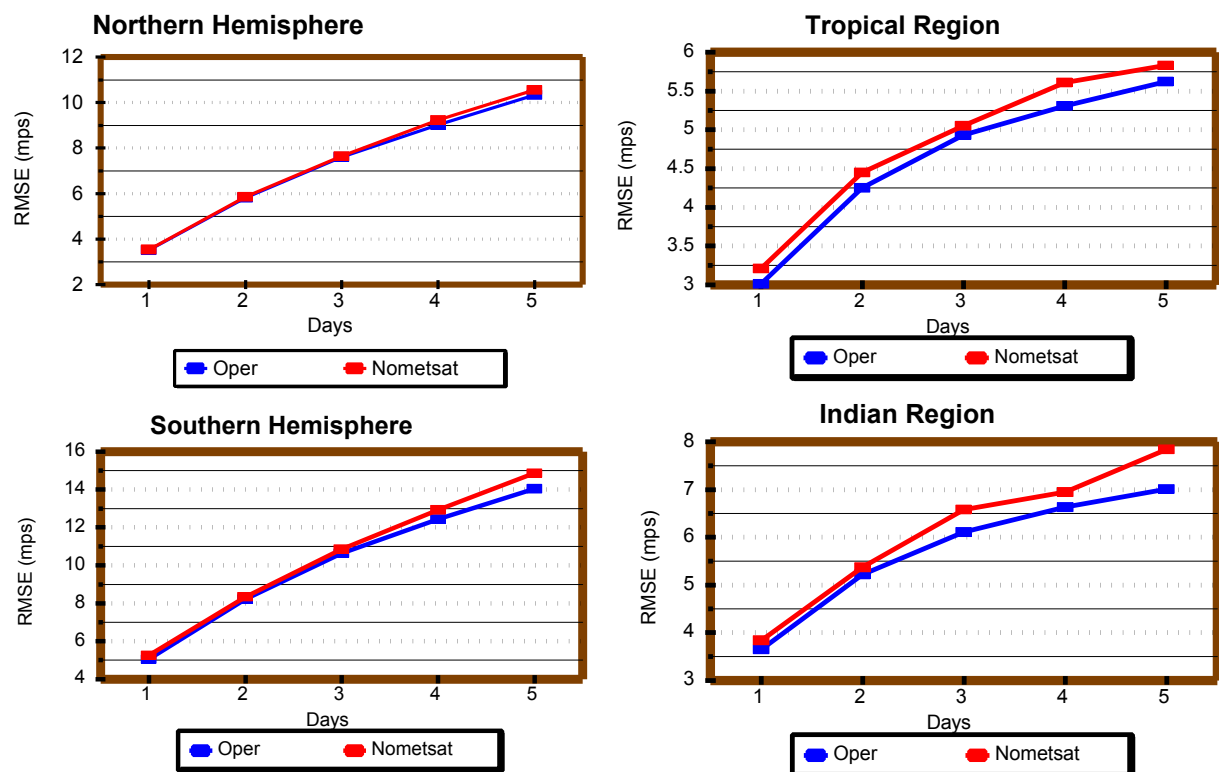 Northern Hemisphere
12
10
8
6
4
2
RMSE (mps)
1 2 3 4 5
Days
Oper Nometsat
Tropical Region
6
5.5
5
4.5
4
3.5
3
RMSE (mps)
1 2 3 4 5
Days
Oper Nometsat
Southern Hemisphere
16
14
12
10
8
6
4
RMSE (mps)
1 2 3 4 5
Days
Oper Nometsat
Indian Region
8
7
6
5
4
3
RMSE (mps)
1 2 3 4 5
Days
Oper Nometsat